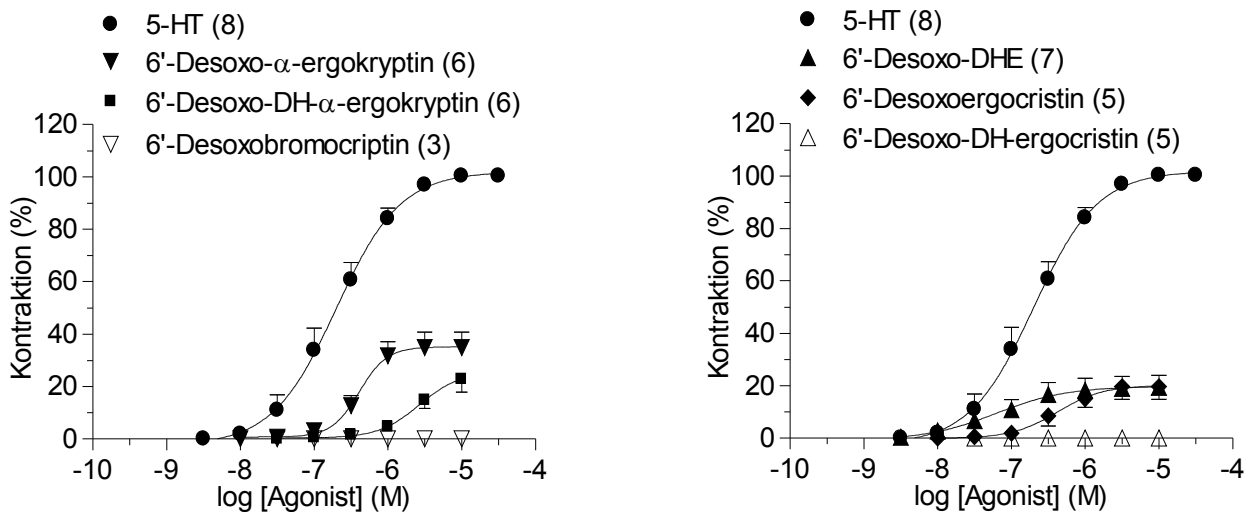 5-HT (8)
6'-Desoxo-α-ergokryptin (6)
6'-Desoxo-DH-α-ergokryptin (6)
6'-Desoxobromocriptin (3)
120
100
80
60
40
20
0
Kontraktion (%)
-10 -9 -8 -7 -6 -5 -4
log [Agonist] (M)
5-HT (8)
6'-Desoxo-DHE (7)
6'-Desoxoergocristin (5)
6'-Desoxo-DH-ergocristin (5)
120
100
80
60
40
20
0
Kontraktion (%)
-10 -9 -8 -7 -6 -5 -4
log [Agonist] (M)